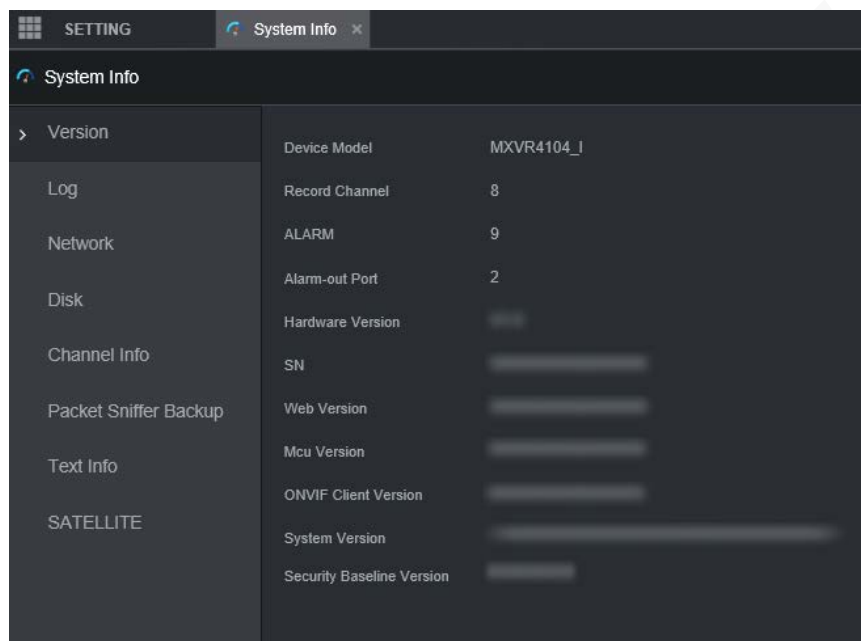 SETTING
System Info ×
System Info
Version
Log
Network
Disk
Channel Info
Packet Sniffer Backup
Text Info
SATELLITE
Device Model MXVR4104_I
Record Channel 8
ALARM 9
Alarm-out Port 2
Hardware Version
SN
Web Version
Mcu Version
ONVIF Client Version
System Version
Security Baseline Version